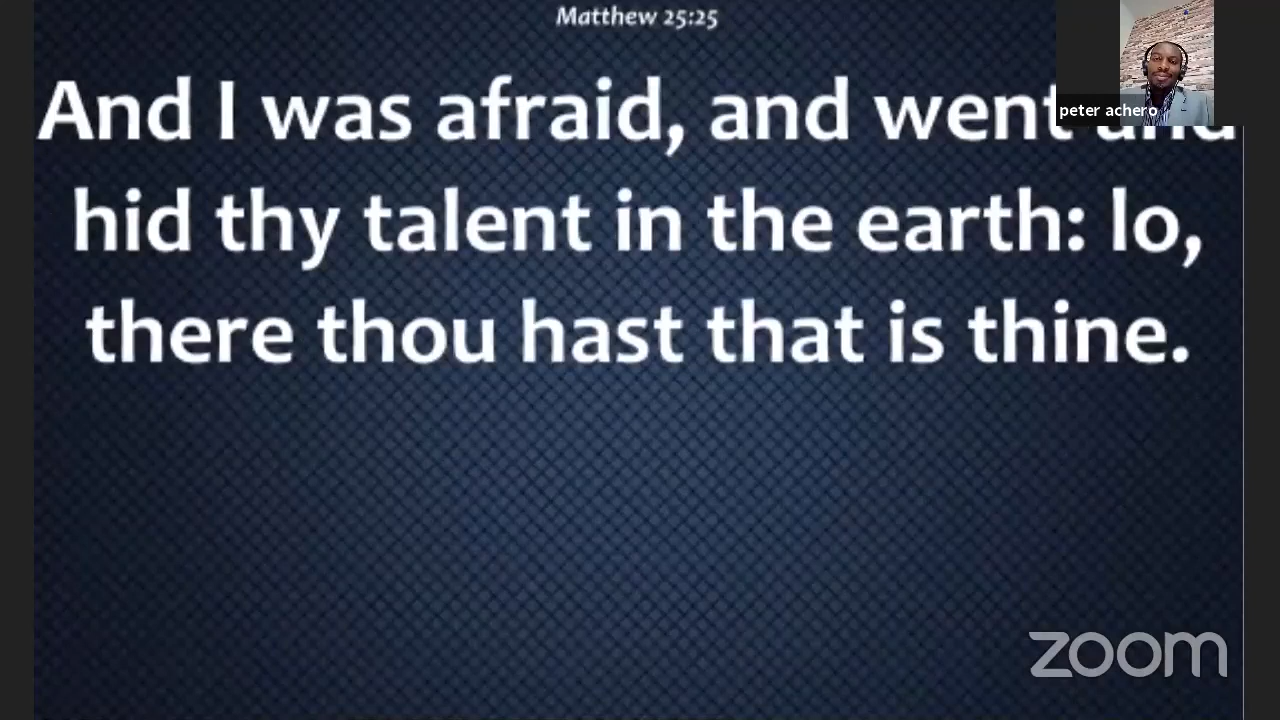 Matthew 25:25
And I was afraid, and went and
hid thy talent in the earth: lo,
there thou hast that is thine.
peter achero
zoom